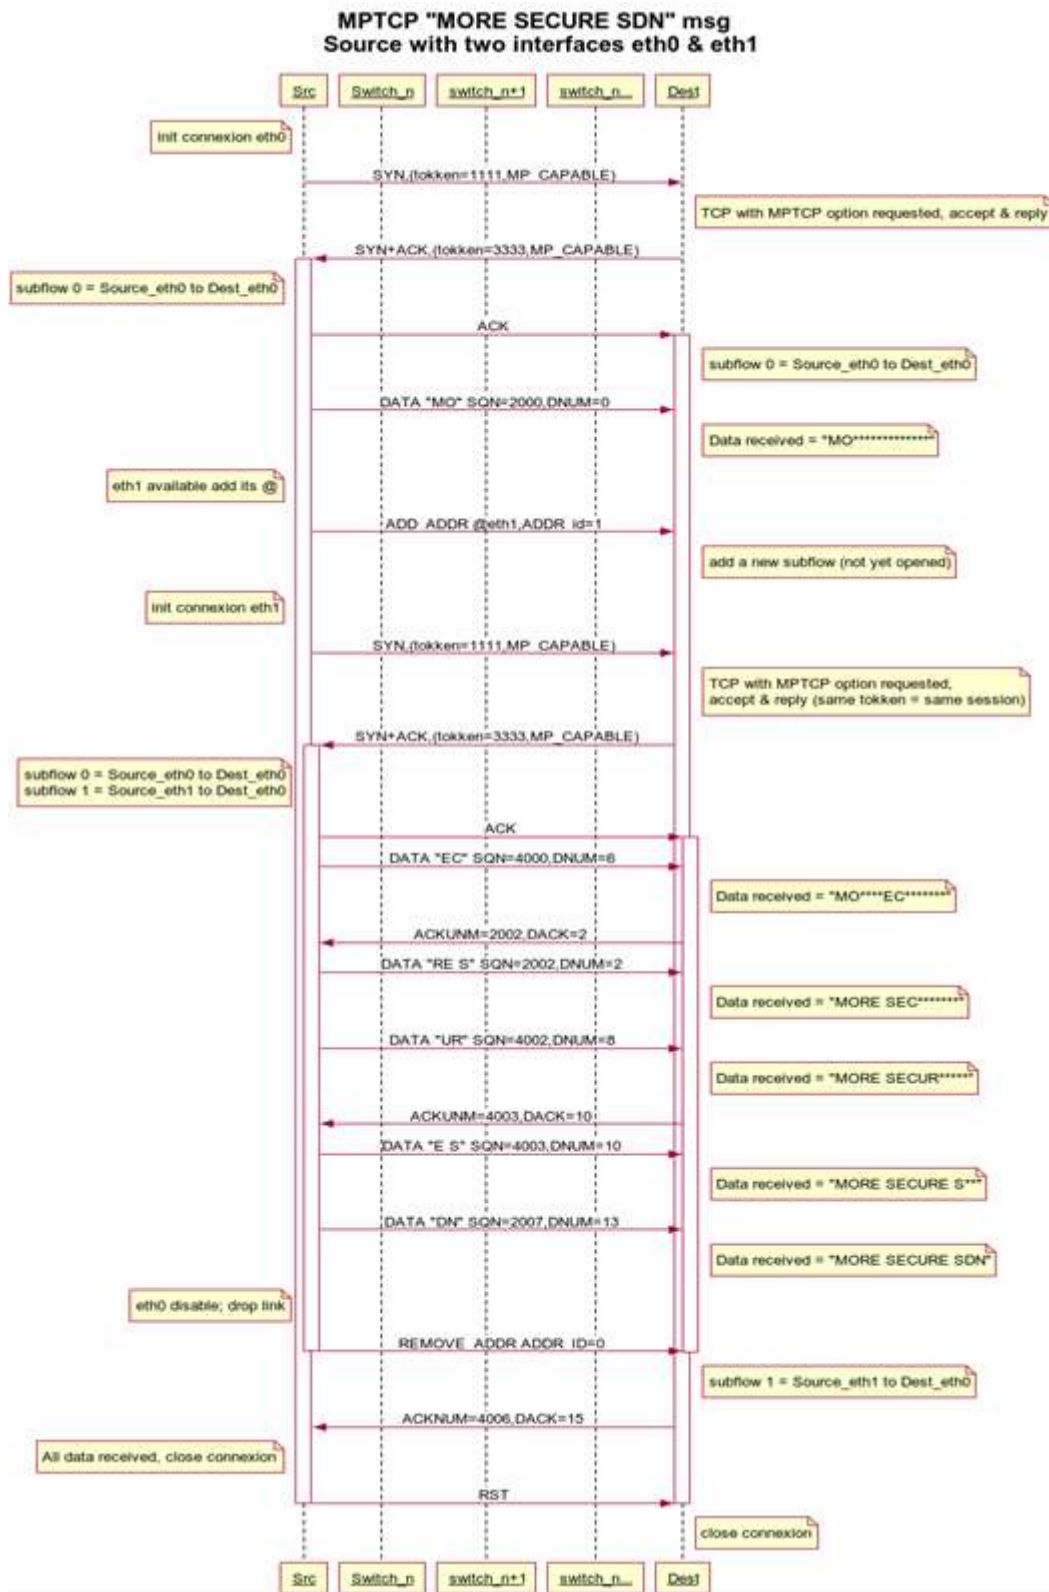 MPTCP "MORE SECURE SDN" msg
Source with two interfaces eth0 & eth1
Src Switch_n switch_n+1 switch_n... Dest
init connexion eth0
SYN,(tokken=1111,MP_CAPABLE)
TCP with MPTCP option requested, accept & reply
SYN+ACK,(tokken=3333,MP_CAPABLE)
subflow 0 = Source_eth0 to Dest_eth0
ACK
subflow 0 = Source_eth0 to Dest_eth0
DATA "MO" SQN=2000,DNUM=0
Data received = "MO*************"
eth1 available add its @
ADD_ADDR @eth1,ADDR_id=1
add a new subflow (not yet opened)
init connexion eth1
SYN,(tokken=1111,MP_CAPABLE)
TCP with MPTCP option requested,
accept & reply (same tokken = same session)
SYN+ACK,(tokken=3333,MP_CAPABLE)
subflow 0 = Source_eth0 to Dest_eth0
subflow 1 = Source_eth1 to Dest_eth0
ACK
DATA "EC" SQN=4000,DNUM=6
Data received = "MO****EC*******"
ACKUNM=2002,DACK=2
DATA "RE S" SQN=2002,DNUM=2
Data received = "MORE SEC*******"
DATA "UR" SQN=4002,DNUM=8
Data received = "MORE SECUR*****"
ACKUNM=4003,DACK=10
DATA "E S" SQN=4003,DNUM=10
Data received = "MORE SECURE S**"
DATA "DN" SQN=2007,DNUM=13
Data received = "MORE SECURE SDN"
eth0 disable; drop link
REMOVE_ADDR ADDR_ID=0
subflow 1 = Source_eth1 to Dest_eth0
ACKNUM=4006,DACK=15
All data received, close connexion
RST
close connexion
Src Switch_n switch_n+1 switch_n... Dest